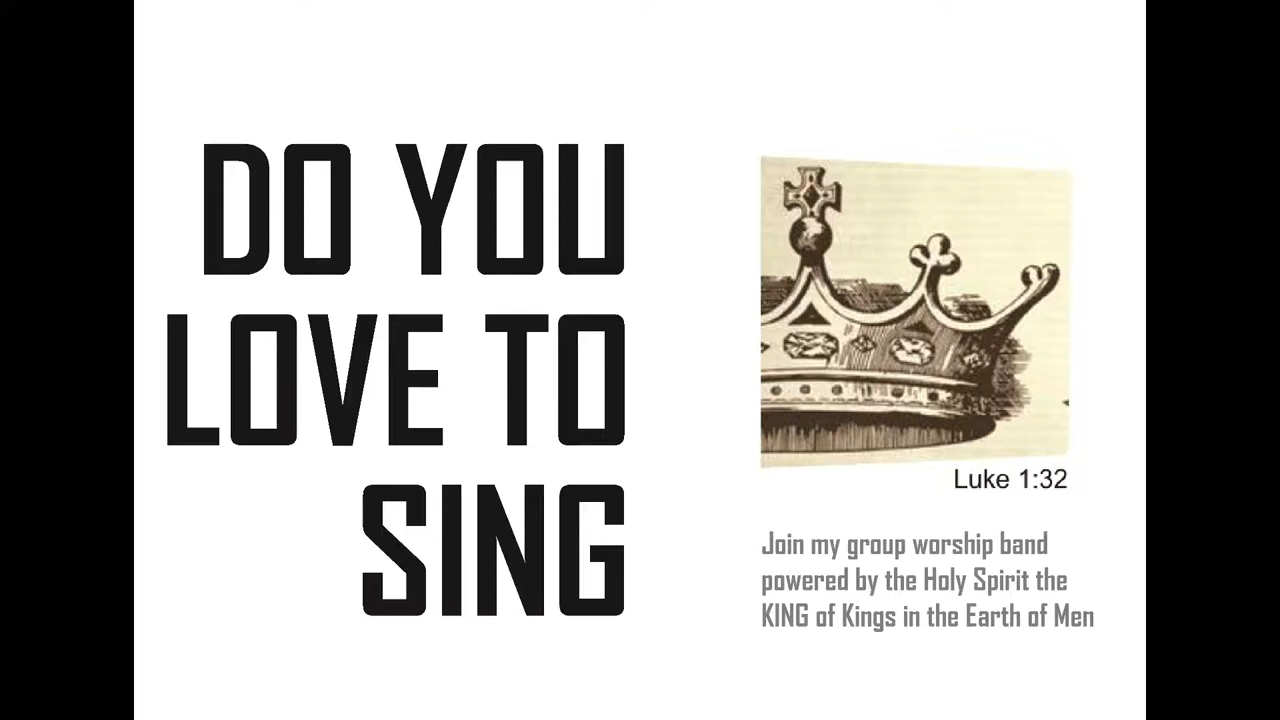 DO YOU
LOVE TO
SING
Luke 1:32
Join my group worship band
powered by the Holy Spirit the
KING of Kings in the Earth of Men